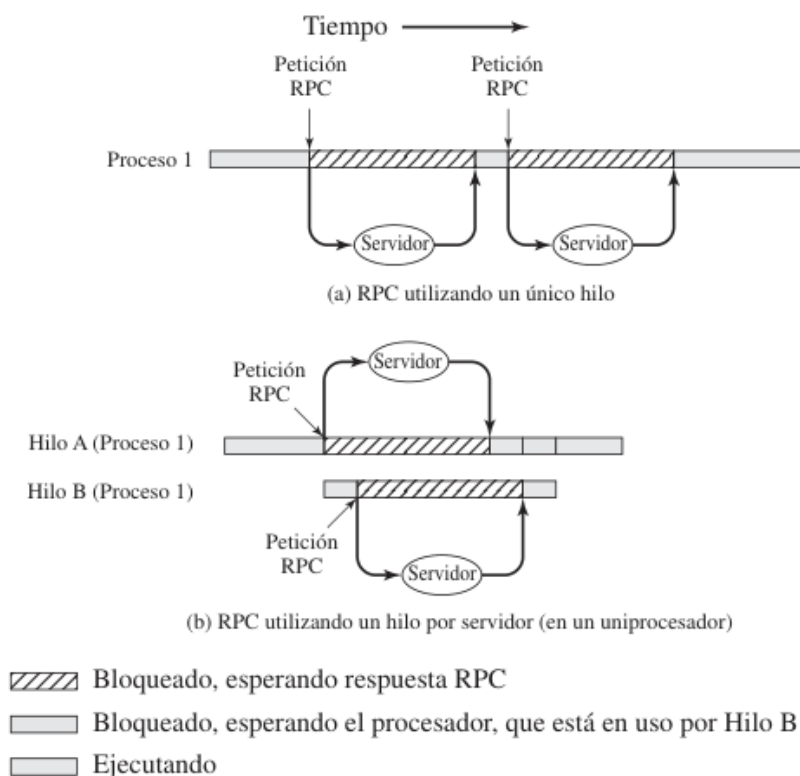 Tiempo
Petición
RPC
Petición
RPC
Proceso 1
Servidor
Servidor
(a) RPC utilizando un único hilo
Servidor
Petición
RPC
Hilo A (Proceso 1)
Hilo B (Proceso 1)
Petición
RPC
Servidor
(b) RPC utilizando un hilo por servidor (en un uniprocesador)
Bloqueado, esperando respuesta RPC
Bloqueado, esperando el procesador, que está en uso por Hilo B
Ejecutando